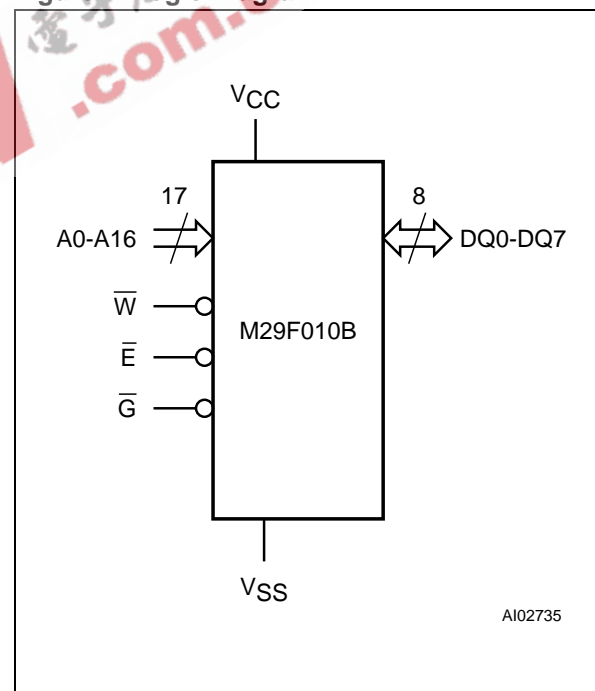 .com.c
VCC
17
8
A0-A16
DQ0-DQ7
W̅
M29F010B
E̅
G̅
VSS
AI02735